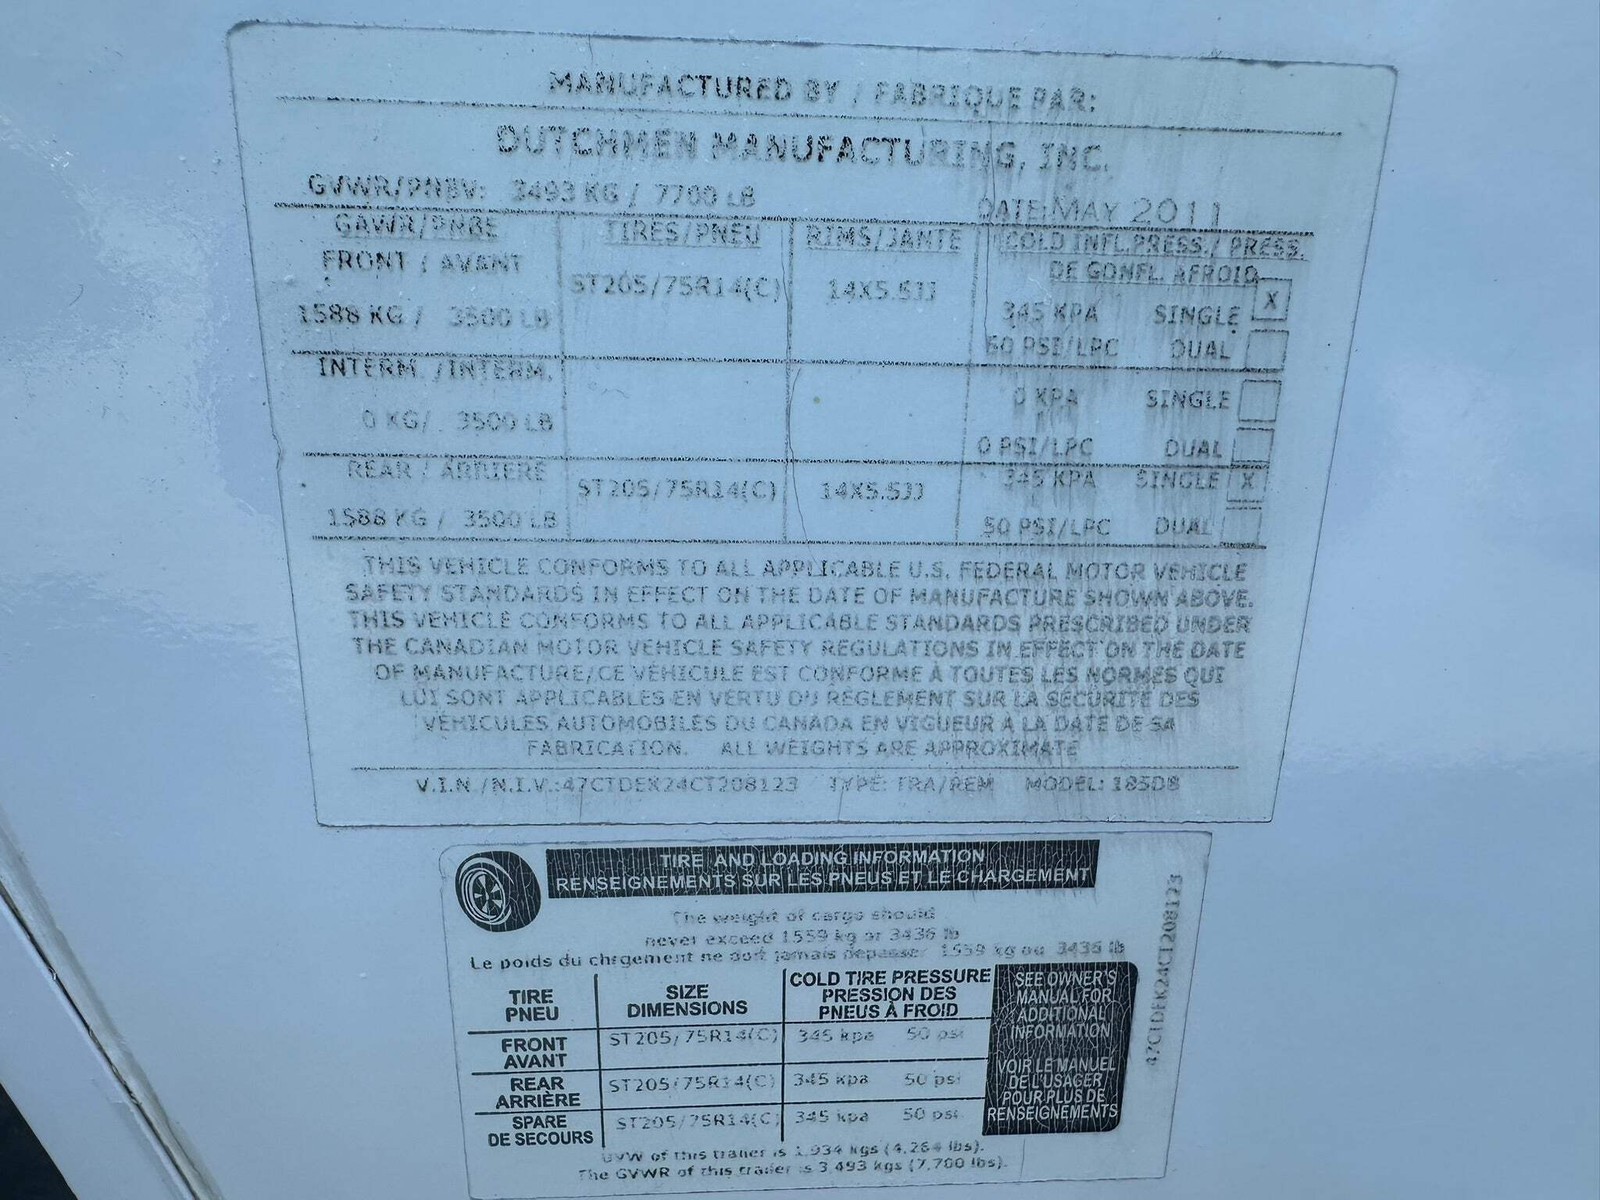 MANUFACTURED BY / FABRIQUE PAR:
DUTCHMEN MANUFACTURING, INC.
GVWR/PNBV: 3493 KG / 7700 LB DATE:MAY 2011
GAWR/PNBE TIRES/PNEU RIMS/JANTE COLD INFL.PRESS./ PRESS.
DE GONFL. AFROID
FRONT / AVANT ST205/75R14(C) 14X5.5JJ
1588 KG / 3500 LB 345 KPA SINGLE X
50 PSI/LPC DUAL
INTERM. /INTERM. 0 KPA SINGLE
0 KG/ 3500 LB 0 PSI/LPC DUAL
REAR / ARRIERE ST205/75R14(C) 14X5.5JJ 345 KPA SINGLE X
1588 KG / 3500 LB 50 PSI/LPC DUAL
THIS VEHICLE CONFORMS TO ALL APPLICABLE U.S. FEDERAL MOTOR VEHICLE
SAFETY STANDARDS IN EFFECT ON THE DATE OF MANUFACTURE SHOWN ABOVE.
THIS VEHICLE CONFORMS TO ALL APPLICABLE STANDARDS PRESCRIBED UNDER
THE CANADIAN MOTOR VEHICLE SAFETY REGULATIONS IN EFFECT ON THE DATE
OF MANUFACTURE/CE VÉHICULE EST CONFORME À TOUTES LES NORMES QUI
LUI SONT APPLICABLES EN VERTU DU RÈGLEMENT SUR LA SÉCURITÉ DES
VÉHICULES AUTOMOBILES DU CANADA EN VIGUEUR A LA DATE DE SA
FABRICATION. ALL WEIGHTS ARE APPROXIMATE
V.I.N./N.I.V.:47CTDEK24CT208123 TYPE: TRA/REM MODEL: 185DB
TIRE AND LOADING INFORMATION
RENSEIGNEMENTS SUR LES PNEUS ET LE CHARGEMENT
The weight of cargo should
never exceed 1559 kg or 3436 lb
Le poids du chrgement ne doit jamais depasser 1559 kg ou 3436 lb
TIRE
PNEU
SIZE
DIMENSIONS
COLD TIRE PRESSURE
PRESSION DES
PNEUS À FROID
FRONT
AVANT
ST205/75R14(C) 345 kpa 50 psi
REAR
ARRIÈRE
ST205/75R14(C) 345 kpa 50 psi
SPARE
DE SECOURS
ST205/75R14(C) 345 kpa 50 psi
SEE OWNER'S
MANUAL FOR
ADDITIONAL
INFORMATION
VOIR LE MANUEL
DE L'USAGER
POUR PLUS DE
RENSEIGNEMENTS
UVW of this trailer is 1,934 kgs (4,264 lbs).
The GVWR of this trailer is 3,493 kgs (7,700 lbs).
47CTDEK24CT208123